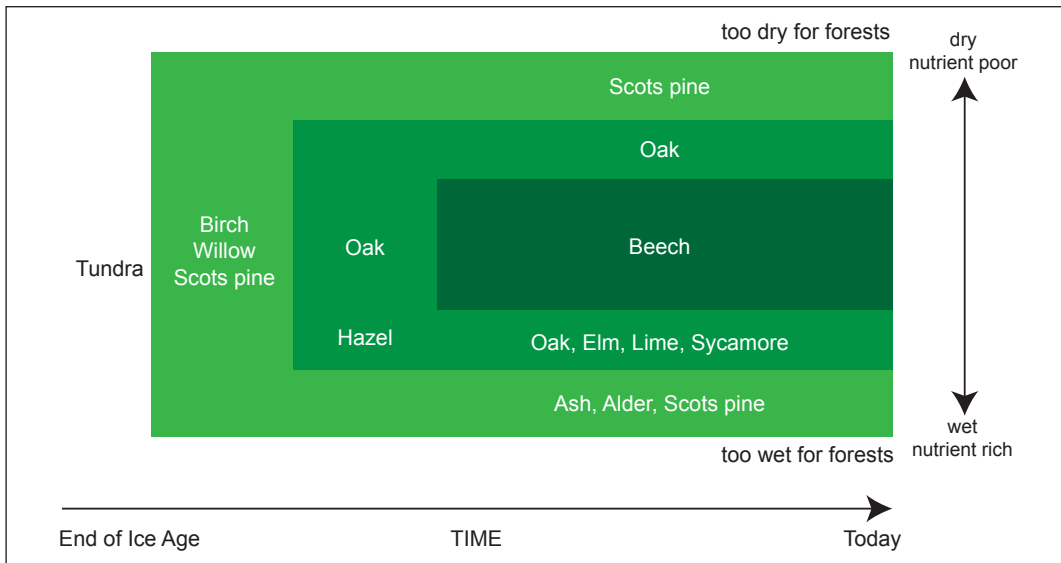 too dry for forests
dry
nutrient poor
Scots pine
Oak
Birch
Willow
Scots pine
Tundra
Oak
Beech
Hazel
Oak, Elm, Lime, Sycamore
Ash, Alder, Scots pine
wet
nutrient rich
too wet for forests
End of Ice Age
TIME
Today